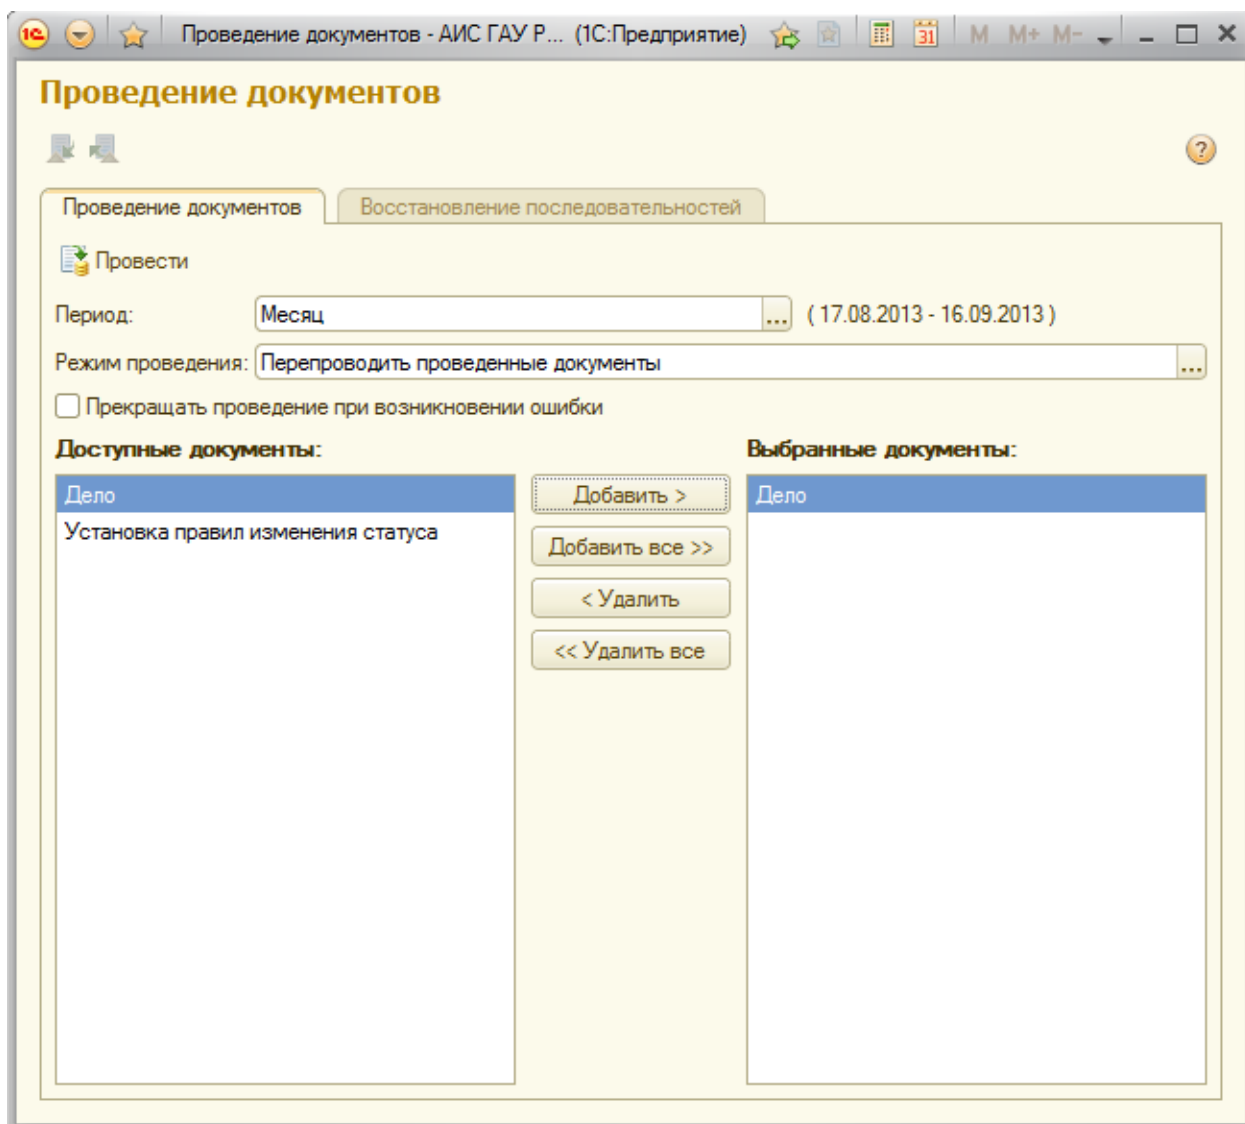 1С Проведение документов - АИС ГАУ Р... (1С:Предприятие) 31 M M+ M-
Проведение документов
?
Проведение документов Восстановление последовательностей
Провести
Период: Месяц ... ( 17.08.2013 - 16.09.2013 )
Режим проведения: Перепроводить проведенные документы ...
Прекращать проведение при возникновении ошибки
Доступные документы: Выбранные документы:
Дело Добавить > Дело
Установка правил изменения статуса
Добавить все >>
< Удалить
<< Удалить все